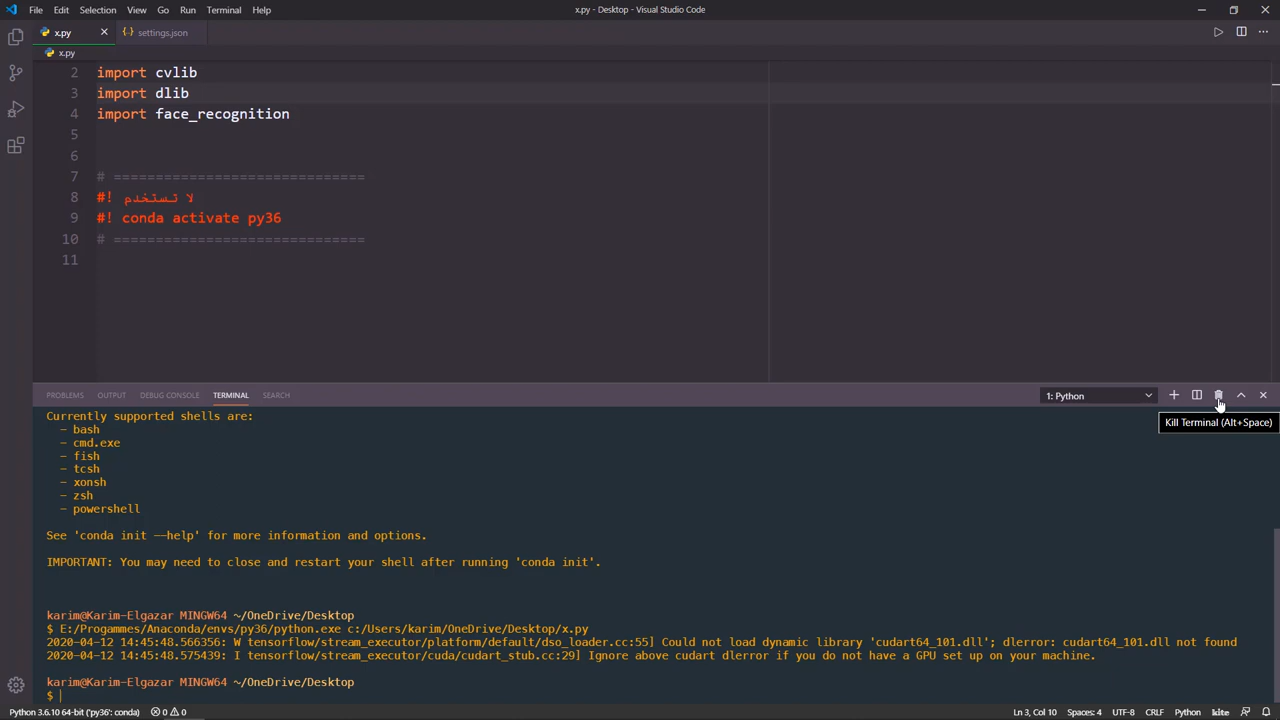 File Edit Selection View Go Run Terminal Help x.py - Desktop - Visual Studio Code
x.py settings.json
x.py
2 import cvlib
3 import dlib
4 import face_recognition
5
6
7 # ==============================
8 #! لا تستخدم
9 #! conda activate py36
10 # ==============================
11
PROBLEMS OUTPUT DEBUG CONSOLE TERMINAL SEARCH 1: Python
Kill Terminal (Alt+Space)
Currently supported shells are:
- bash
- cmd.exe
- fish
- tcsh
- xonsh
- zsh
- powershell
See 'conda init --help' for more information and options.
IMPORTANT: You may need to close and restart your shell after running 'conda init'.
karim@Karim-Elgazar MINGW64 ~/OneDrive/Desktop
$ E:/Progammes/Anaconda/envs/py36/python.exe c:/Users/karim/OneDrive/Desktop/x.py
2020-04-12 14:45:48.566356: W tensorflow/stream_executor/platform/default/dso_loader.cc:55] Could not load dynamic library 'cudart64_101.dll'; dlerror: cudart64_101.dll not found
2020-04-12 14:45:48.575439: I tensorflow/stream_executor/cuda/cudart_stub.cc:29] Ignore above cudart dlerror if you do not have a GPU set up on your machine.
karim@Karim-Elgazar MINGW64 ~/OneDrive/Desktop
$
Python 3.6.10 64-bit ('py36': conda) 0 0 Ln 3, Col 10 Spaces: 4 UTF-8 CRLF Python kite